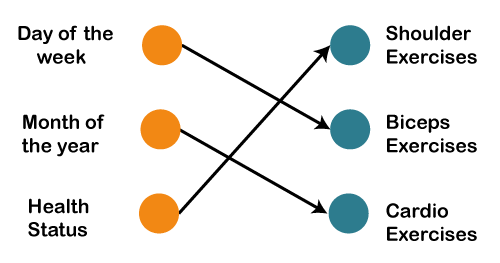 Day of the
week
Shoulder
Exercises
Month of
the year
Biceps
Exercises
Health
Status
Cardio
Exercises